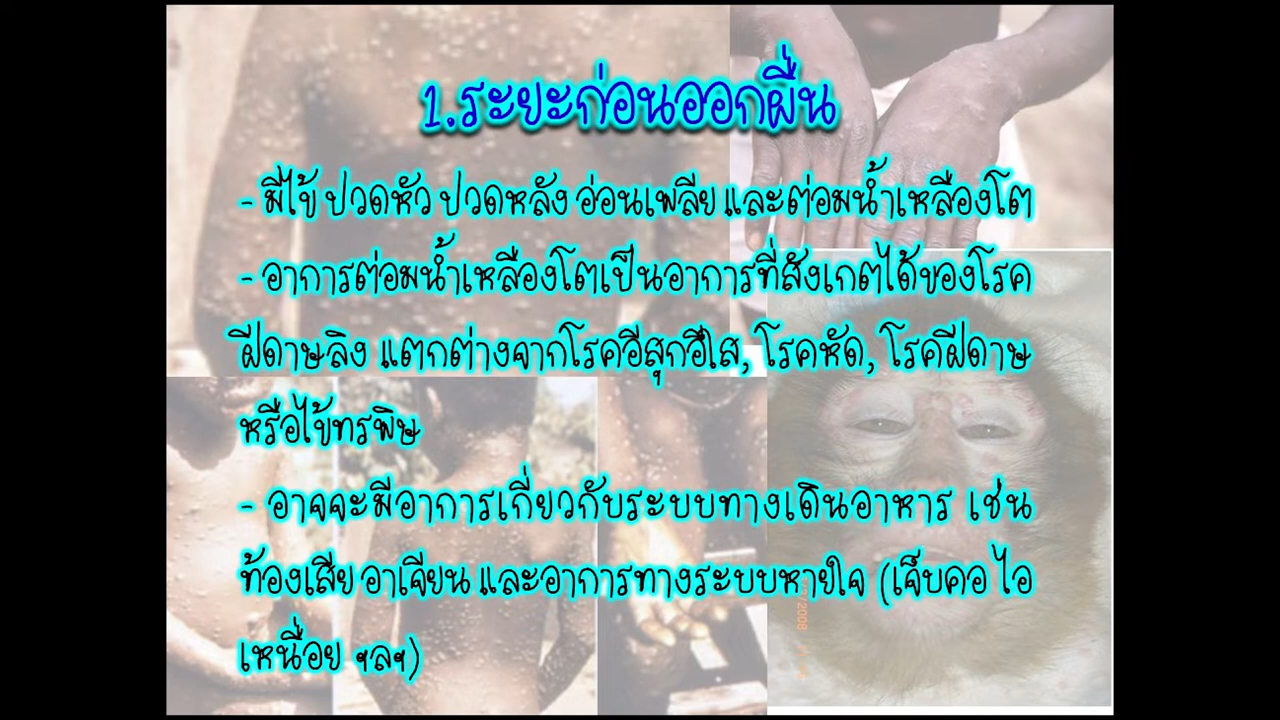 1.ระยะก่อนออกผื่น
- มีไข้ ปวดหัว ปวดหลัง อ่อนเพลีย และต่อมน้ำเหลืองโต
- อาการต่อมน้ำเหลืองโตเป็นอาการที่สังเกตได้ของโรค
ฝีดาษลิง แตกต่างจากโรคอีสุกอีใส, โรคหัด, โรคฝีดาษ
หรือไข้ทรพิษ
- อาจจะมีอาการเกี่ยวกับระบบทางเดินอาหาร เช่น
ท้องเสีย อาเจียน และอาการทางระบบหายใจ (เจ็บคอ ไอ
เหนื่อย ฯลฯ)